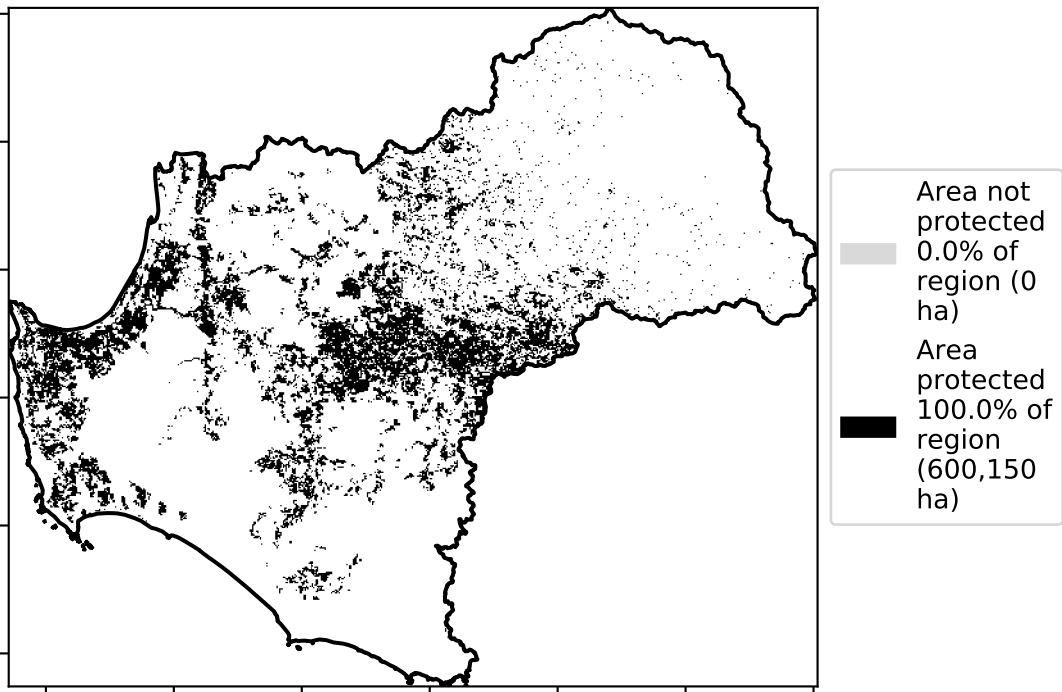 Area not
protected
0.0% of
region (0
ha)
Area
protected
100.0% of
region
(600,150
ha)